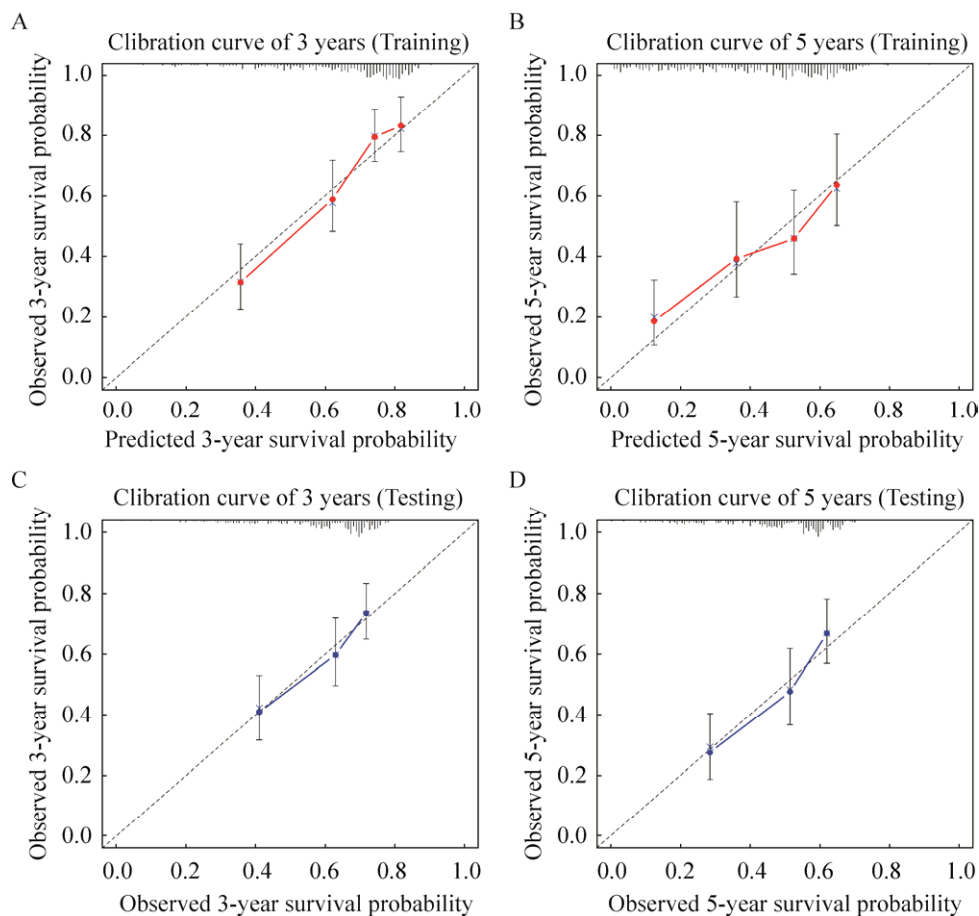 A
Clibration curve of 3 years (Training)
Observed 3-year survival probability
1.0
0.8
0.6
0.4
0.2
0.0
0.0 0.2 0.4 0.6 0.8 1.0
Predicted 3-year survival probability
B
Clibration curve of 5 years (Training)
Observed 5-year survival probability
1.0
0.8
0.6
0.4
0.2
0.0
0.0 0.2 0.4 0.6 0.8 1.0
Predicted 5-year survival probability
C
Clibration curve of 3 years (Testing)
Observed 3-year survival probability
1.0
0.8
0.6
0.4
0.2
0.0
0.0 0.2 0.4 0.6 0.8 1.0
Observed 3-year survival probability
D
Clibration curve of 5 years (Testing)
Observed 5-year survival probability
1.0
0.8
0.6
0.4
0.2
0.0
0.0 0.2 0.4 0.6 0.8 1.0
Observed 5-year survival probability